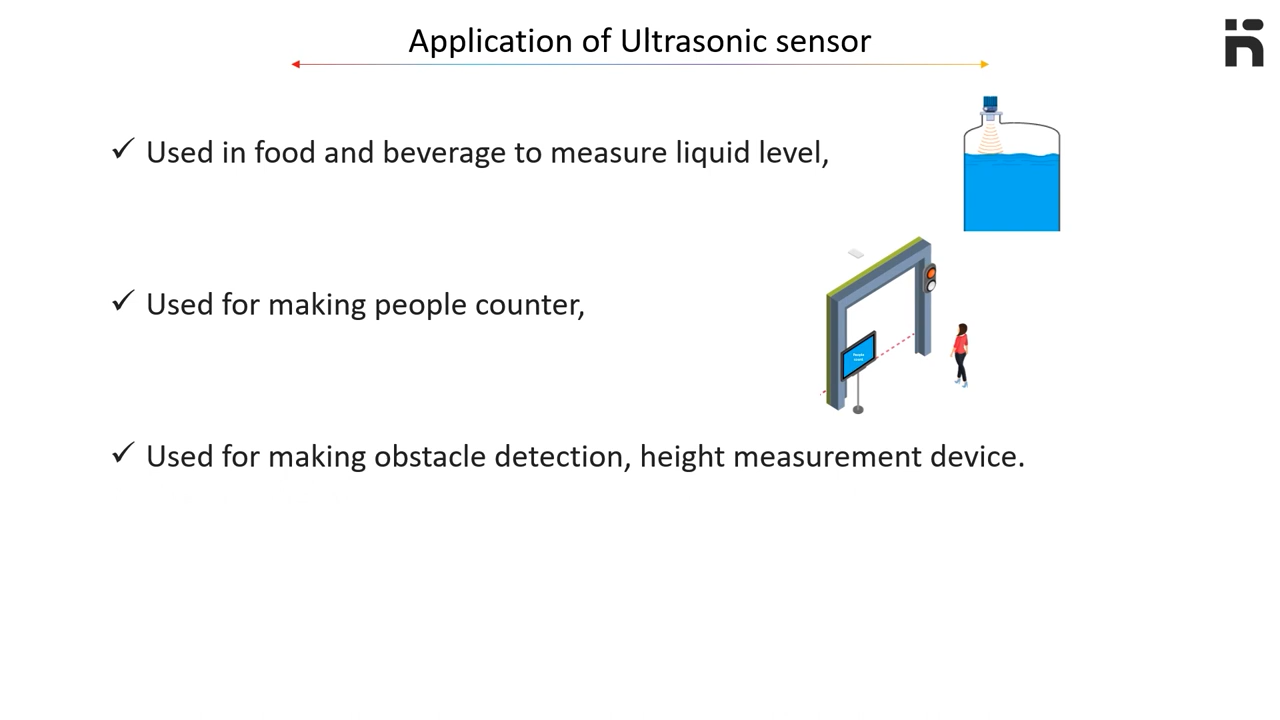 Application of Ultrasonic sensor
✓ Used in food and beverage to measure liquid level,
✓ Used for making people counter,
✓ Used for making obstacle detection, height measurement device.